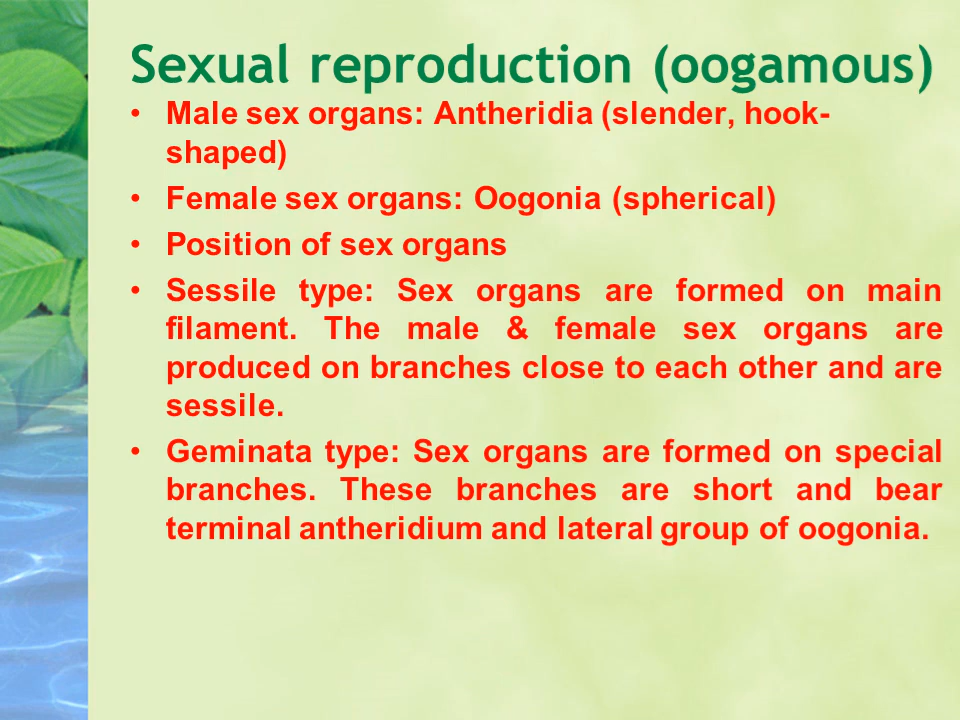 Sexual reproduction (oogamous)
• Male sex organs: Antheridia (slender, hook-
shaped)
• Female sex organs: Oogonia (spherical)
• Position of sex organs
• Sessile type: Sex organs are formed on main
filament. The male & female sex organs are
produced on branches close to each other and are
sessile.
• Geminata type: Sex organs are formed on special
branches. These branches are short and bear
terminal antheridium and lateral group of oogonia.